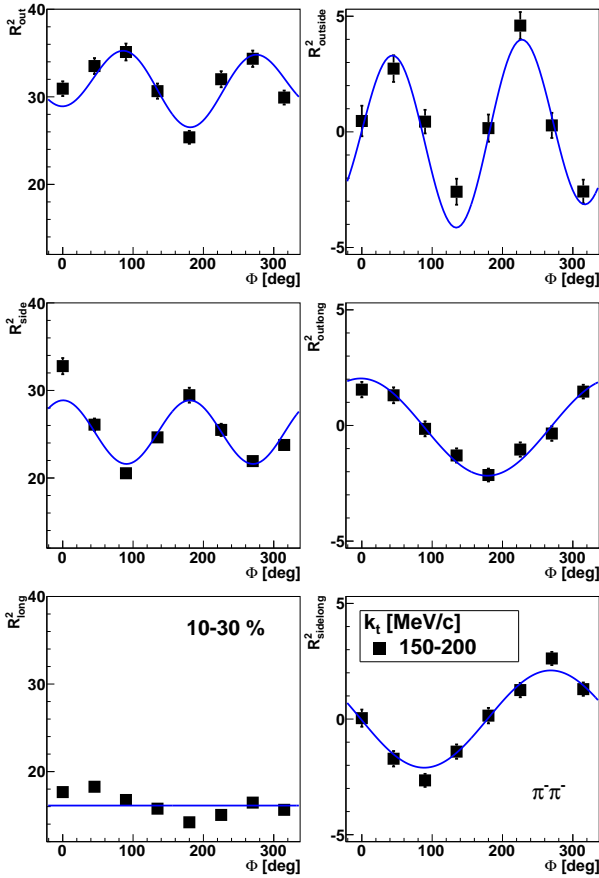 R²out
40
30
20
0 100 200 300
Φ [deg]
R²outside
5
0
-5
0 100 200 300
Φ [deg]
R²side
40
30
20
0 100 200 300
Φ [deg]
R²outlong
5
0
-5
0 100 200 300
Φ [deg]
R²long
40
30
20
0 100 200 300
Φ [deg]
10-30 %
R²sidelong
5
0
-5
0 100 200 300
Φ [deg]
kt [MeV/c]
150-200
π⁻π⁻